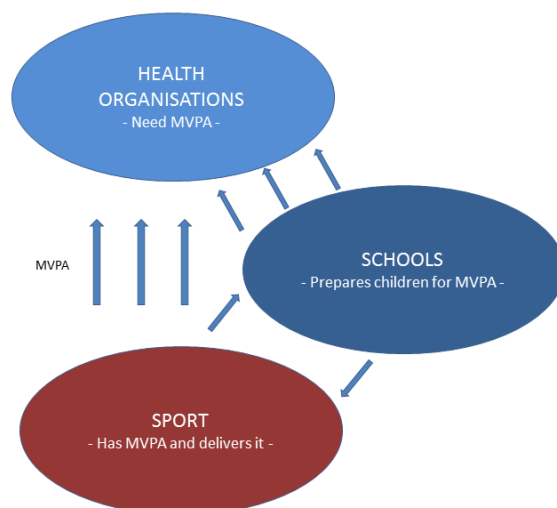 HEALTH
ORGANISATIONS
- Need MVPA -
MVPA
SCHOOLS
- Prepares children for MVPA -
SPORT
- Has MVPA and delivers it -